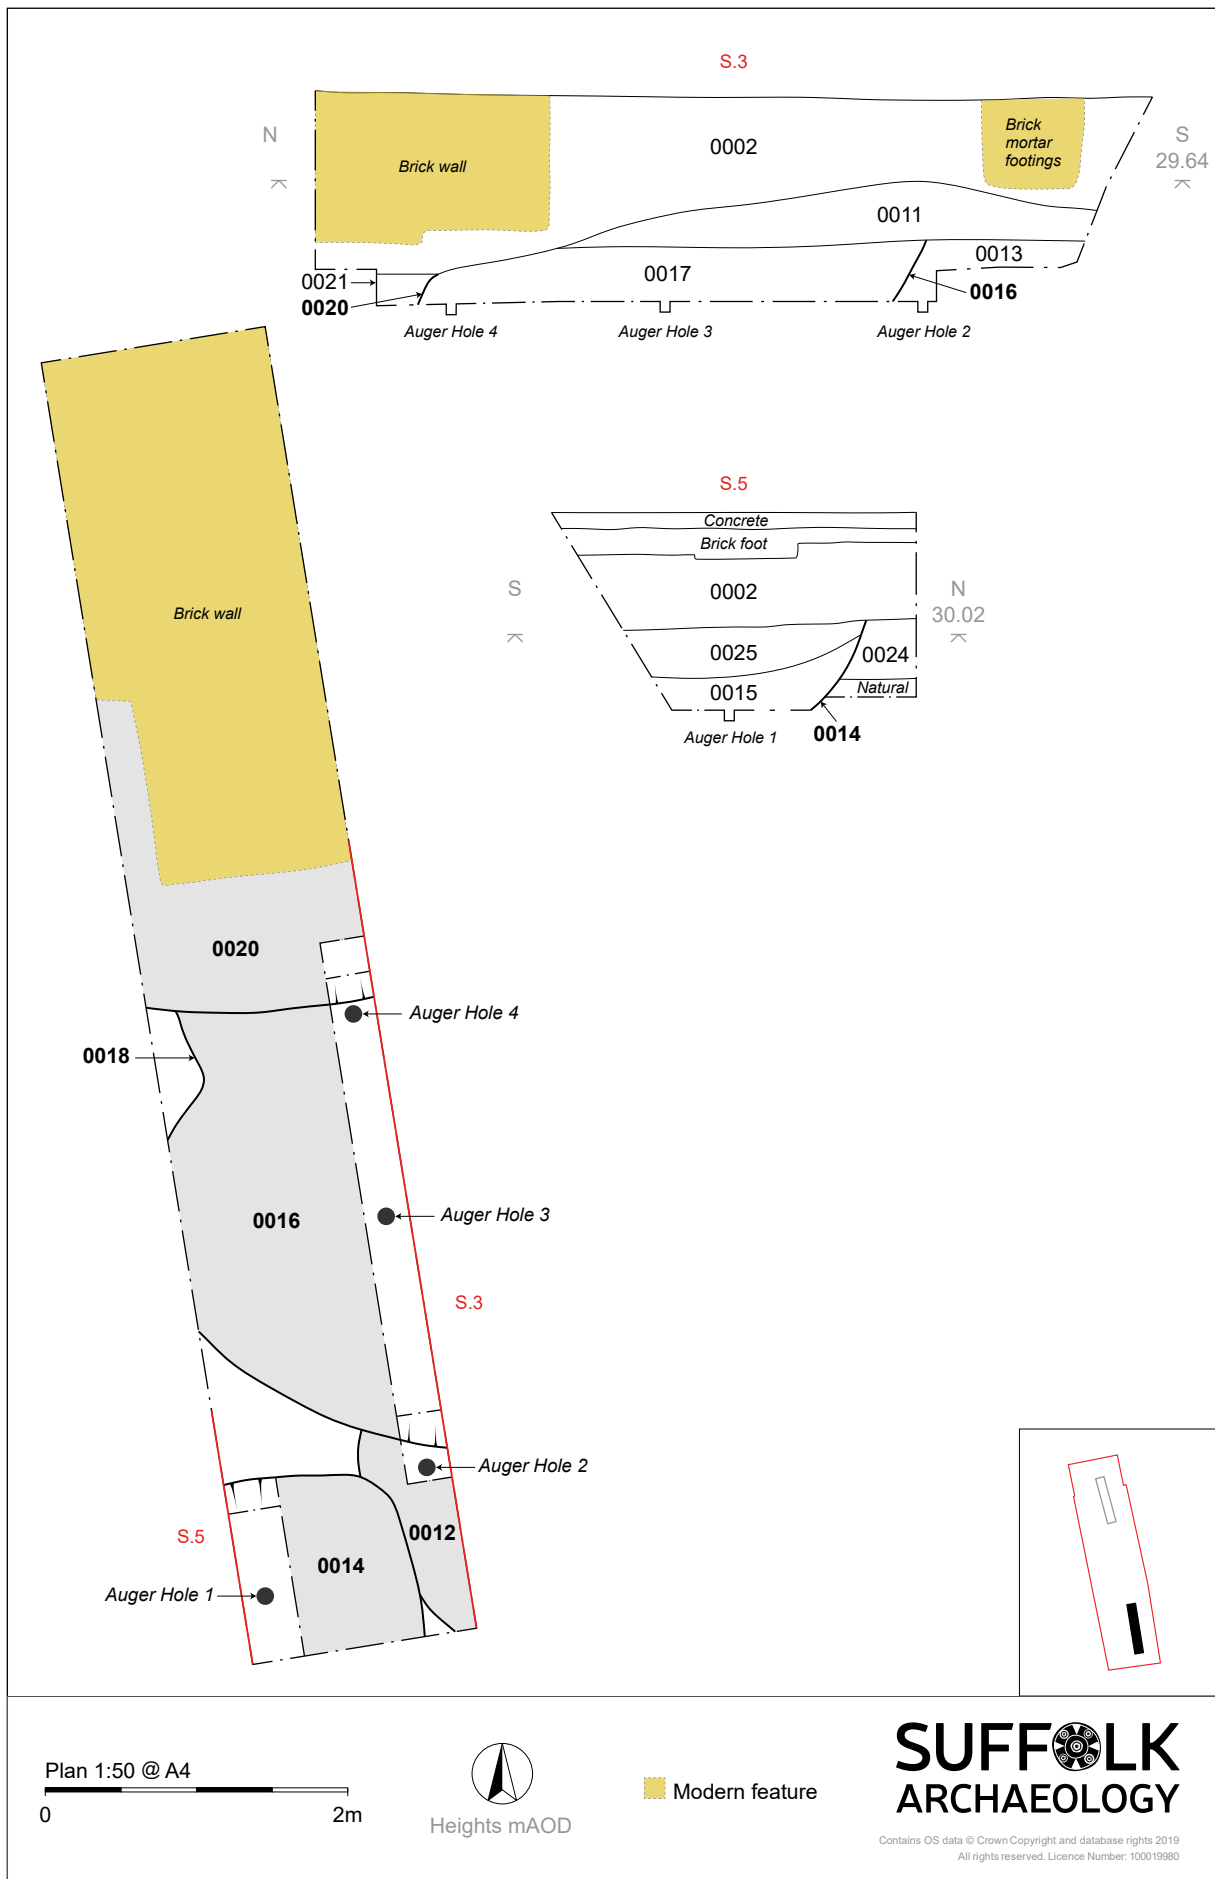 S.3
N
Brick wall
0002
Brick
mortar
footings
S
29.64
0011
0013
0021
0020
0017
0016
Auger Hole 4
Auger Hole 3
Auger Hole 2
S.5
Concrete
Brick foot
S
0002
N
30.02
0025
0024
0015
Natural
Auger Hole 1
0014
Brick wall
0020
Auger Hole 4
0018
0016
Auger Hole 3
S.3
Auger Hole 2
S.5
0012
0014
Auger Hole 1
Plan 1:50 @ A4
0
2m
Heights mAOD
Modern feature
SUFFOLK
ARCHAEOLOGY
Contains OS data © Crown Copyright and database rights 2019
All rights reserved. Licence Number: 100019980